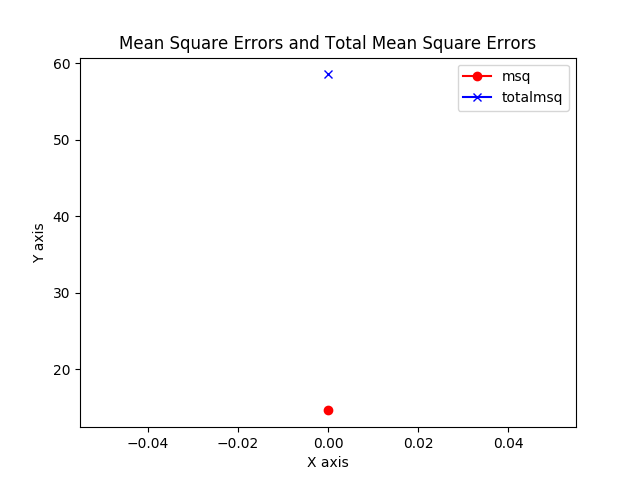 Mean Square Errors and Total Mean Square Errors
msq
totalmsq
60
50
40
30
20
Y axis
−0.04
−0.02
0.00
0.02
0.04
X axis